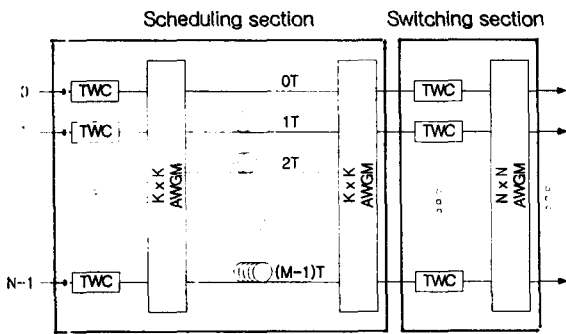 Scheduling section
Switching section
0
TWC
0T
TWC
TWC
1T
TWC
2T
K x K
AWGM
K x K
AWGM
N x N
AWGM
N-1
TWC
(M-1)T
TWC